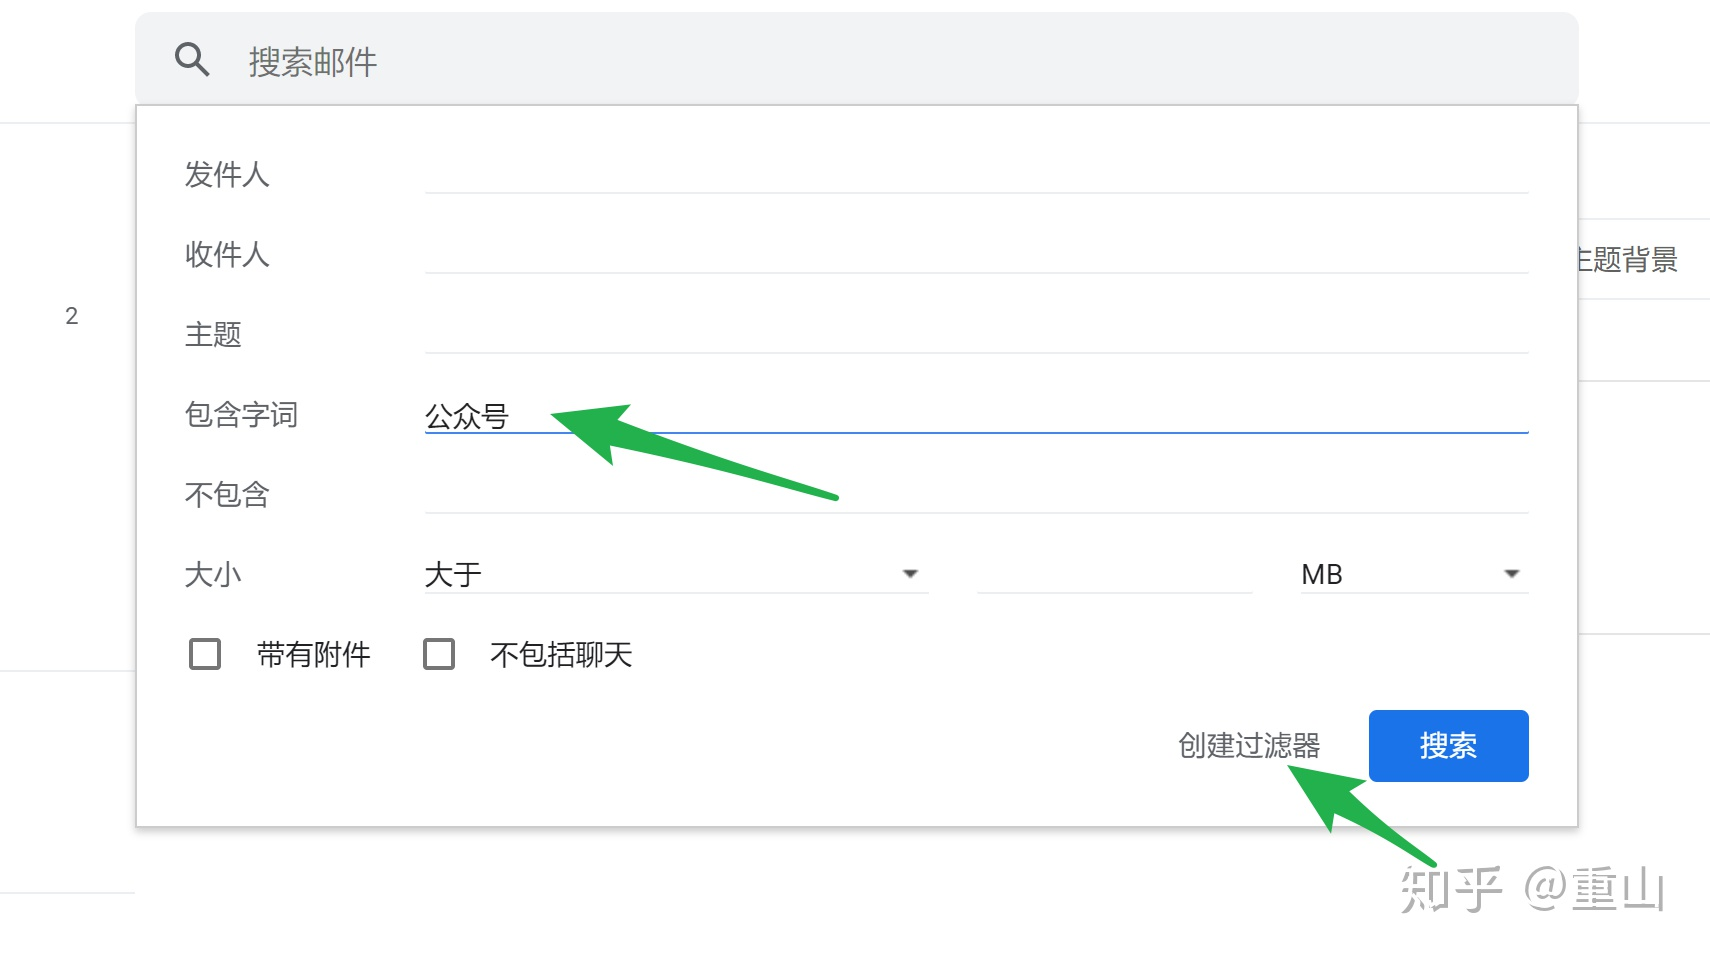 搜索邮件
发件人
收件人
主题背景
2
主题
包含字词 公众号
不包含
大小 大于 MB
带有附件 不包括聊天
创建过滤器 搜索
知乎 @重山